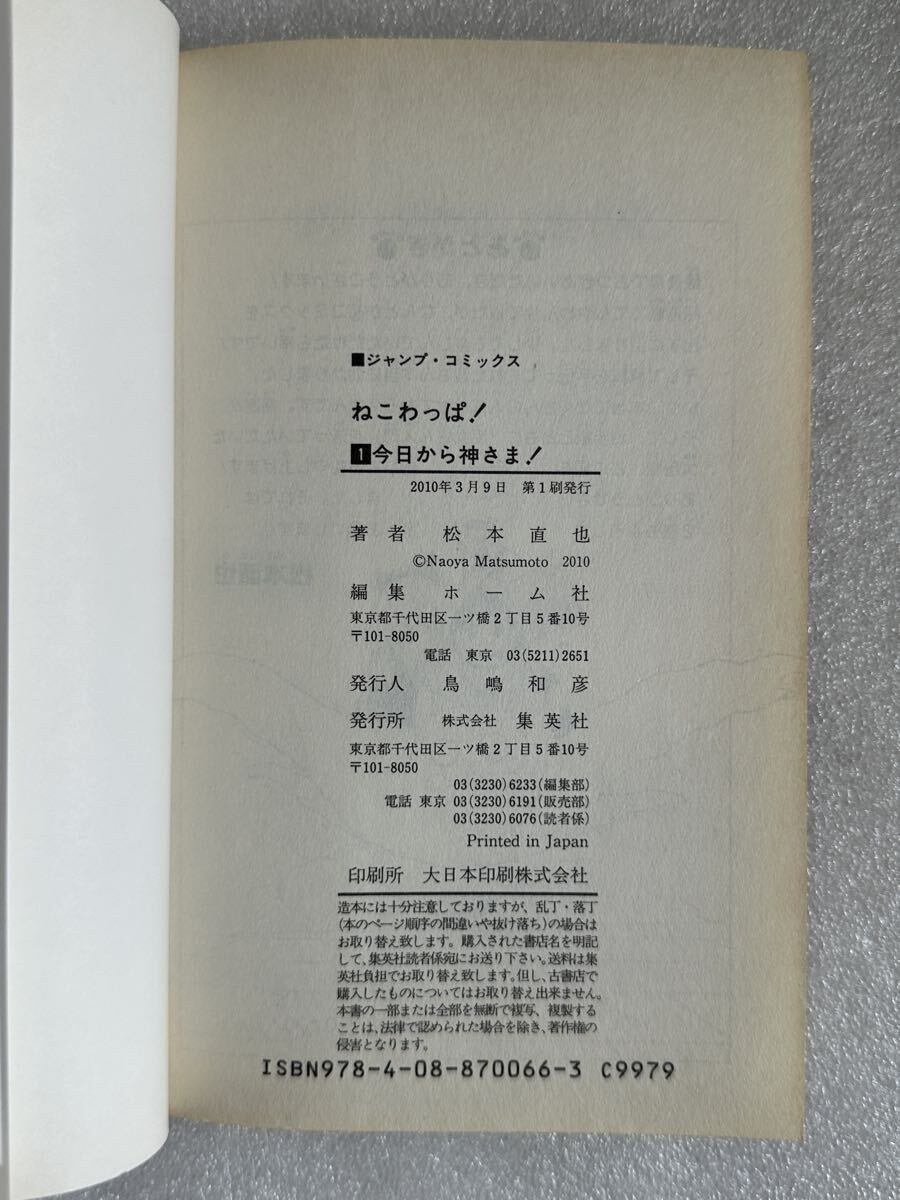 ■ジャンプ・コミックス
ねこわっぱ!
1今日から神さま!
2010年3月9日 第1刷発行
著者 松本直也
©Naoya Matsumoto 2010
編集 ホーム社
東京都千代田区一ツ橋2丁目5番10号
〒101-8050
電話 東京 03(5211)2651
発行人 鳥嶋和彦
発行所 株式会社 集英社
東京都千代田区一ツ橋2丁目5番10号
〒101-8050
03(3230)6233(編集部)
電話 東京 03(3230)6191(販売部)
03(3230)6076(読者係)
Printed in Japan
印刷所 大日本印刷株式会社
造本には十分注意しておりますが、乱丁・落丁
(本のページ順序の間違いや抜け落ち)の場合は
お取り替え致します。購入された書店名を明記
して、集英社読者係宛にお送り下さい。送料は集
英社負担でお取り替え致します。但し、古書店で
購入したものについてはお取り替え出来ません。
本書の一部または全部を無断で複写、複製する
ことは、法律で認められた場合を除き、著作権の
侵害となります。
ISBN978-4-08-870066-3 C9979